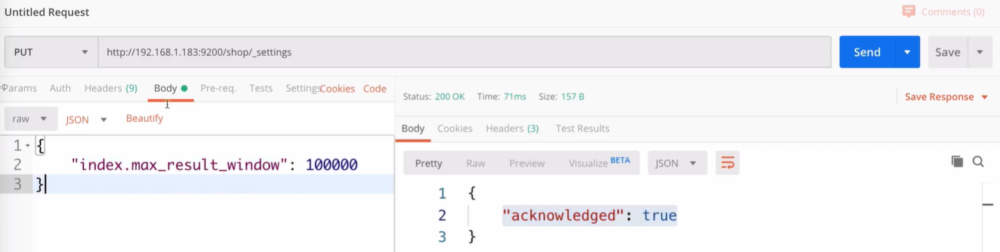 Untitled Request
Comments (0)
PUT
http://192.168.1.183:9200/shop/_settings
Send
Save
Params Auth Headers (9) Body Pre-req. Tests Settings Cookies Code
raw JSON Beautify
1 {
2 "index.max_result_window": 100000
3 }
Status: 200 OK Time: 71ms Size: 157 B
Save Response
Body Cookies Headers (3) Test Results
Pretty Raw Preview Visualize BETA JSON
1 {
2 "acknowledged": true
3 }